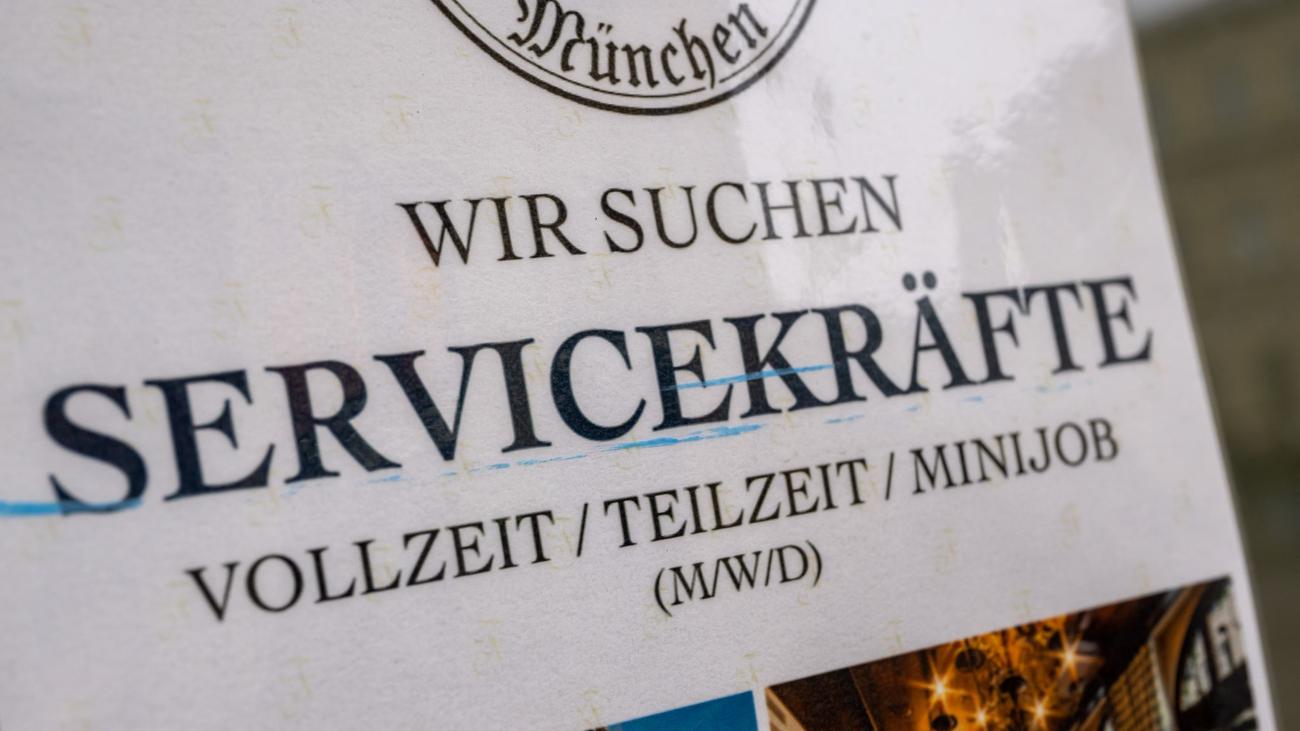 München
WIR SUCHEN
SERVICEKRÄFTE
VOLLZEIT / TEILZEIT / MINIJOB
(M/W/D)